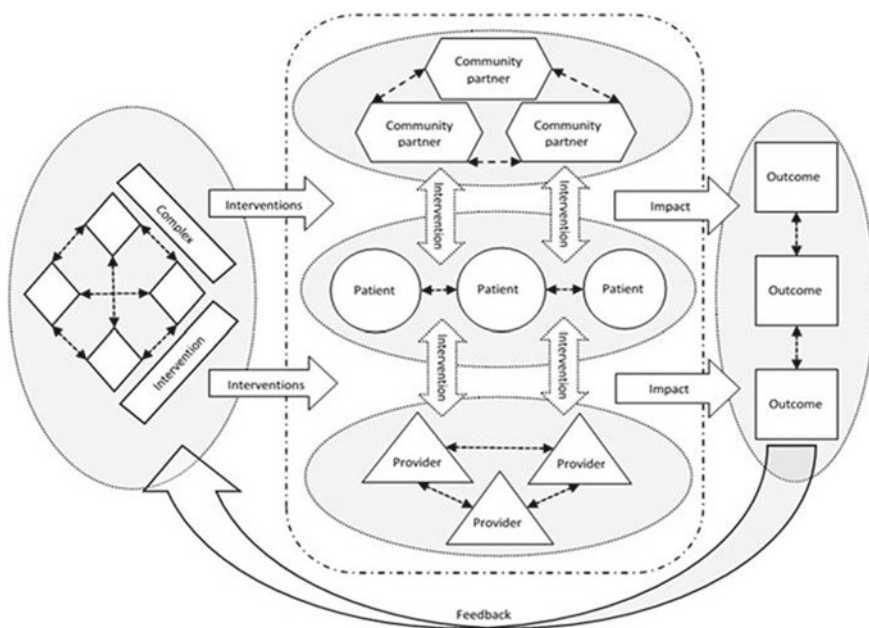 Community
partner
Community
partner
Community
partner
Complex
Intervention
Interventions
Interventions
Intervention
Intervention
Patient
Patient
Patient
Intervention
Intervention
Provider
Provider
Provider
Impact
Impact
Outcome
Outcome
Outcome
Feedback